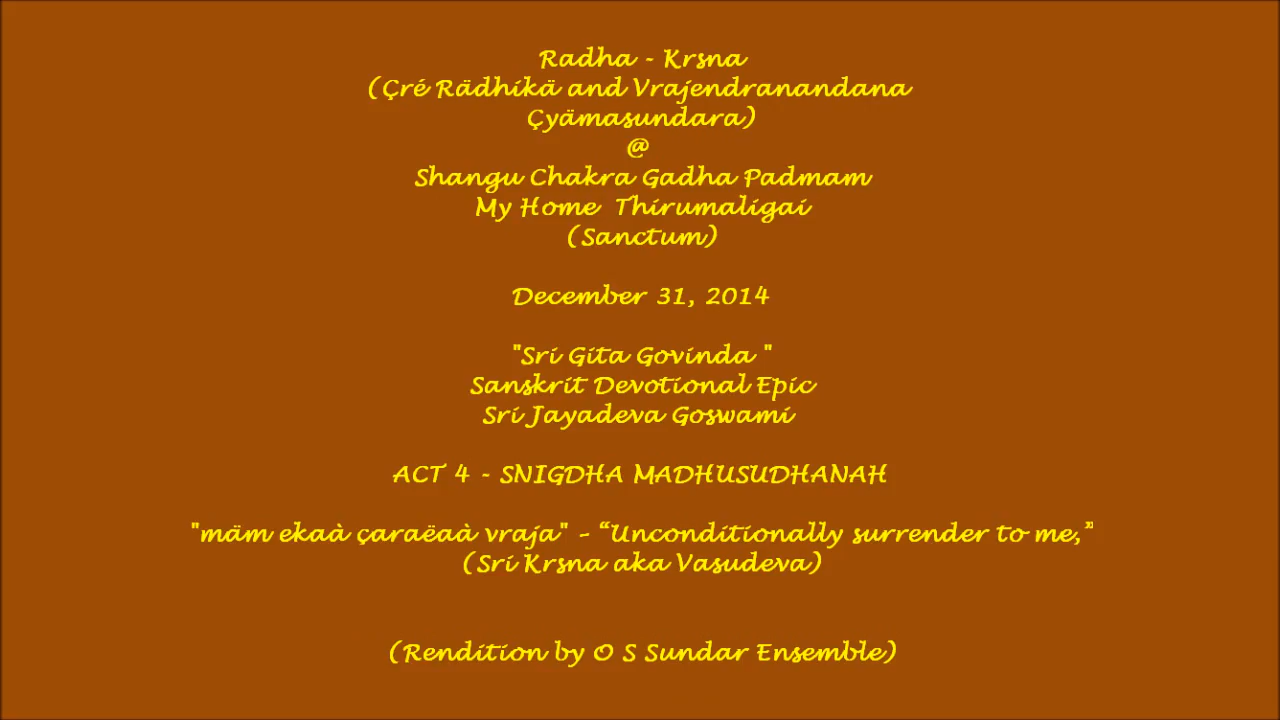 Radha - Krsna
(Çré Rädhikä and Vrajendranandana
Çyämasundara)
@
Shangu Chakra Gadha Padmam
My Home Thirumaligai
(Sanctum)
December 31, 2014
"Sri Gita Govinda "
Sanskrit Devotional Epic
Sri Jayadeva Goswami
ACT 4 - SNIGDHA MADHUSUDHANAH
"mäm ekaà çaraëaà vraja" - “Unconditionally surrender to me,”
(Sri Krsna aka Vasudeva)
(Rendition by O S Sundar Ensemble)